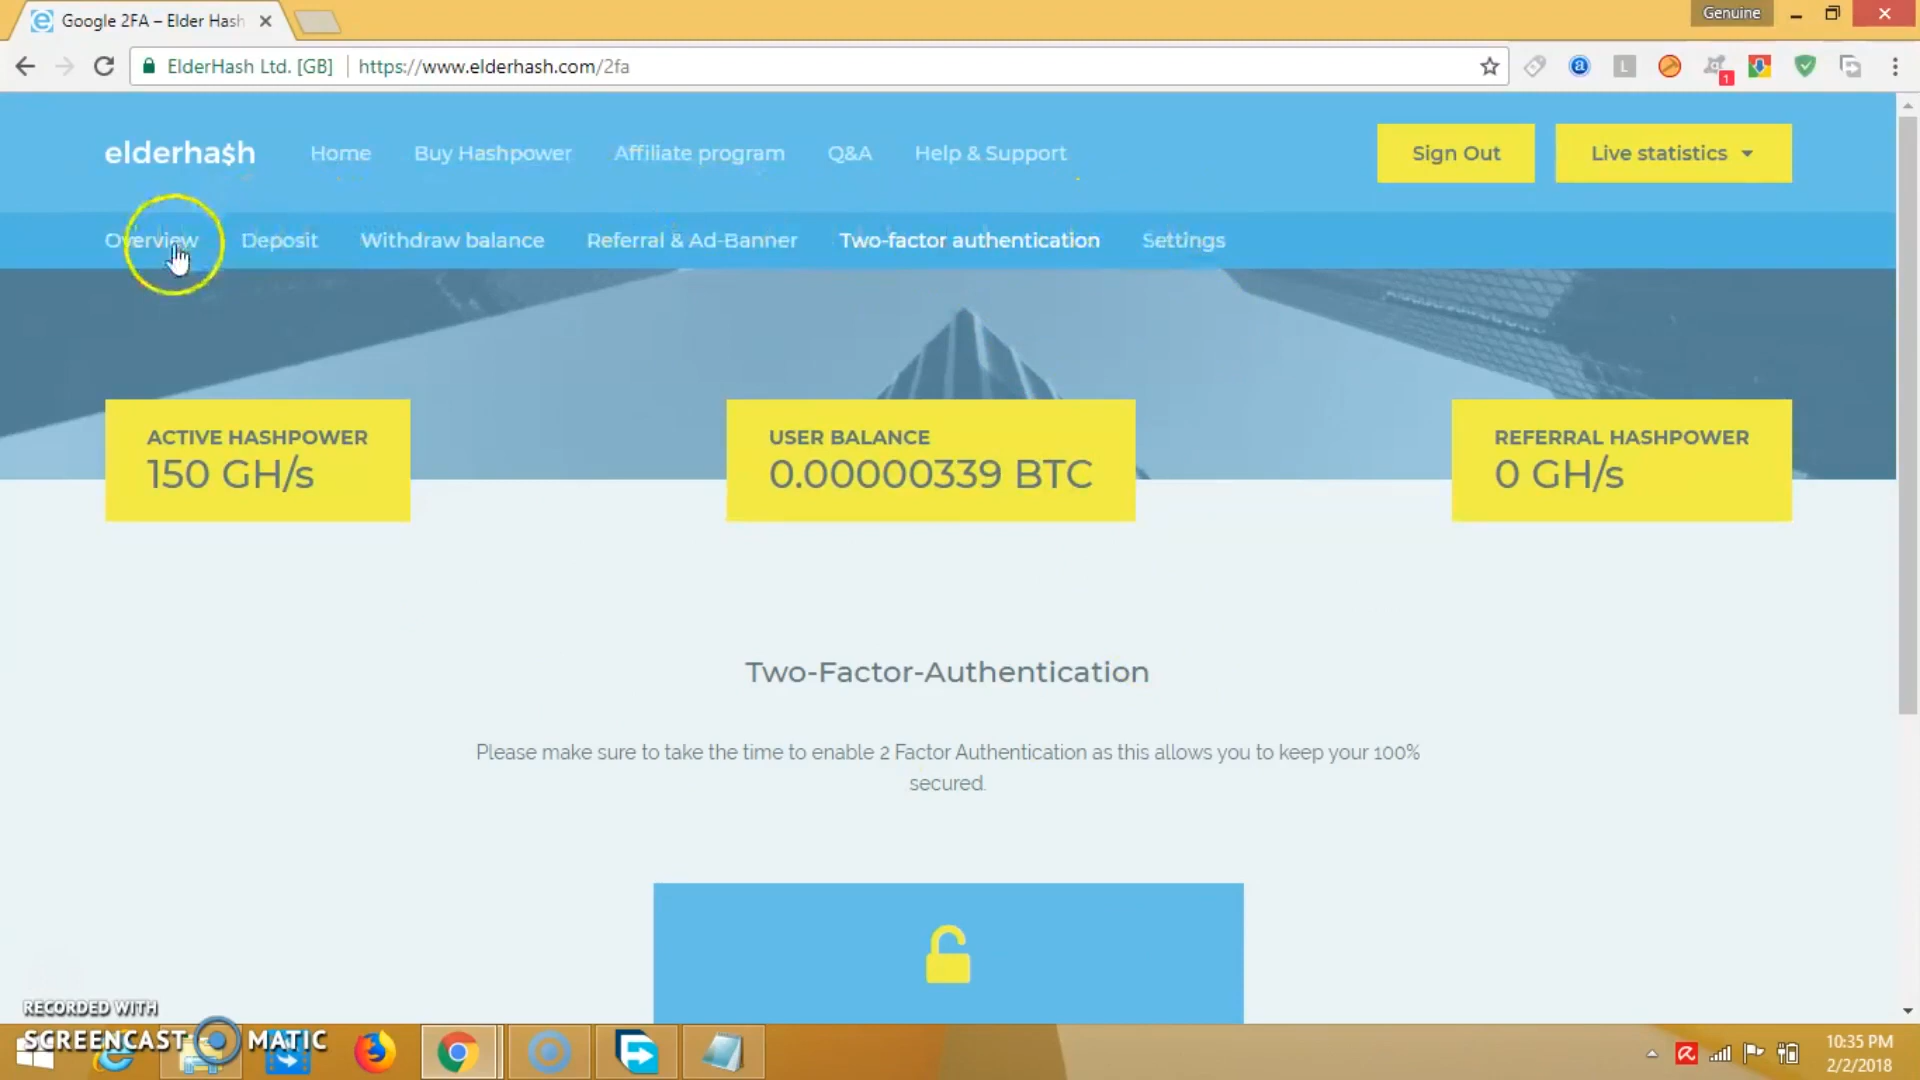 Google 2FA – Elder Hash
Genuine
ElderHash Ltd. [GB]
https://www.elderhash.com/2fa
L
1
elderha$h
Home
Buy Hashpower
Affiliate program
Q&A
Help & Support
Sign Out
Live statistics
Overview
Deposit
Withdraw balance
Referral & Ad-Banner
Two-factor authentication
Settings
ACTIVE HASHPOWER
150 GH/s
USER BALANCE
0.00000339 BTC
REFERRAL HASHPOWER
0 GH/s
Two-Factor-Authentication
Please make sure to take the time to enable 2 Factor Authentication as this allows you to keep your 100%
secured.
RECORDED WITH
SCREENCAST MATIC
10:35 PM
2/2/2018